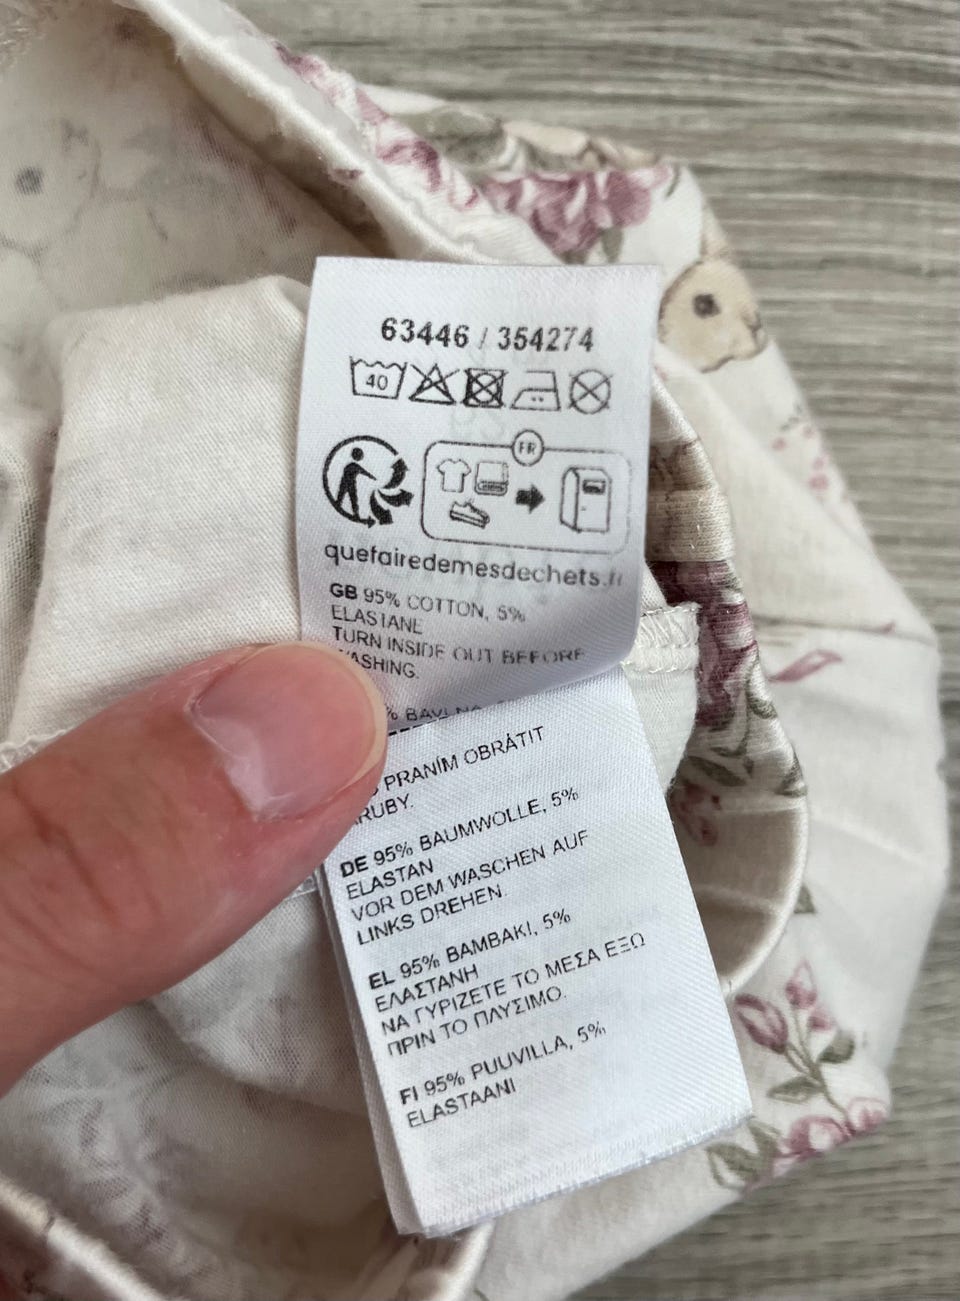 63446 / 354274
40
FR
quefairedemesdechets.fr
GB 95% COTTON, 5%
ELASTANE
TURN INSIDE OUT BEFORE
WASHING.
% BAVLNA
PRANÍM OBRÁTIT
RUBY.
DE 95% BAUMWOLLE, 5%
ELASTAN
VOR DEM WASCHEN AUF
LINKS DREHEN.
EL 95% ΒΑΜΒΑΚΙ, 5%
ΕΛΑΣΤΑΝΗ
ΝΑ ΓΥΡΙΖΕΤΕ ΤΟ ΜΕΣΑ ΕΞΩ
ΠΡΙΝ ΤΟ ΠΛΥΣΙΜΟ.
FI 95% PUUVILLA, 5%
ELASTAANI